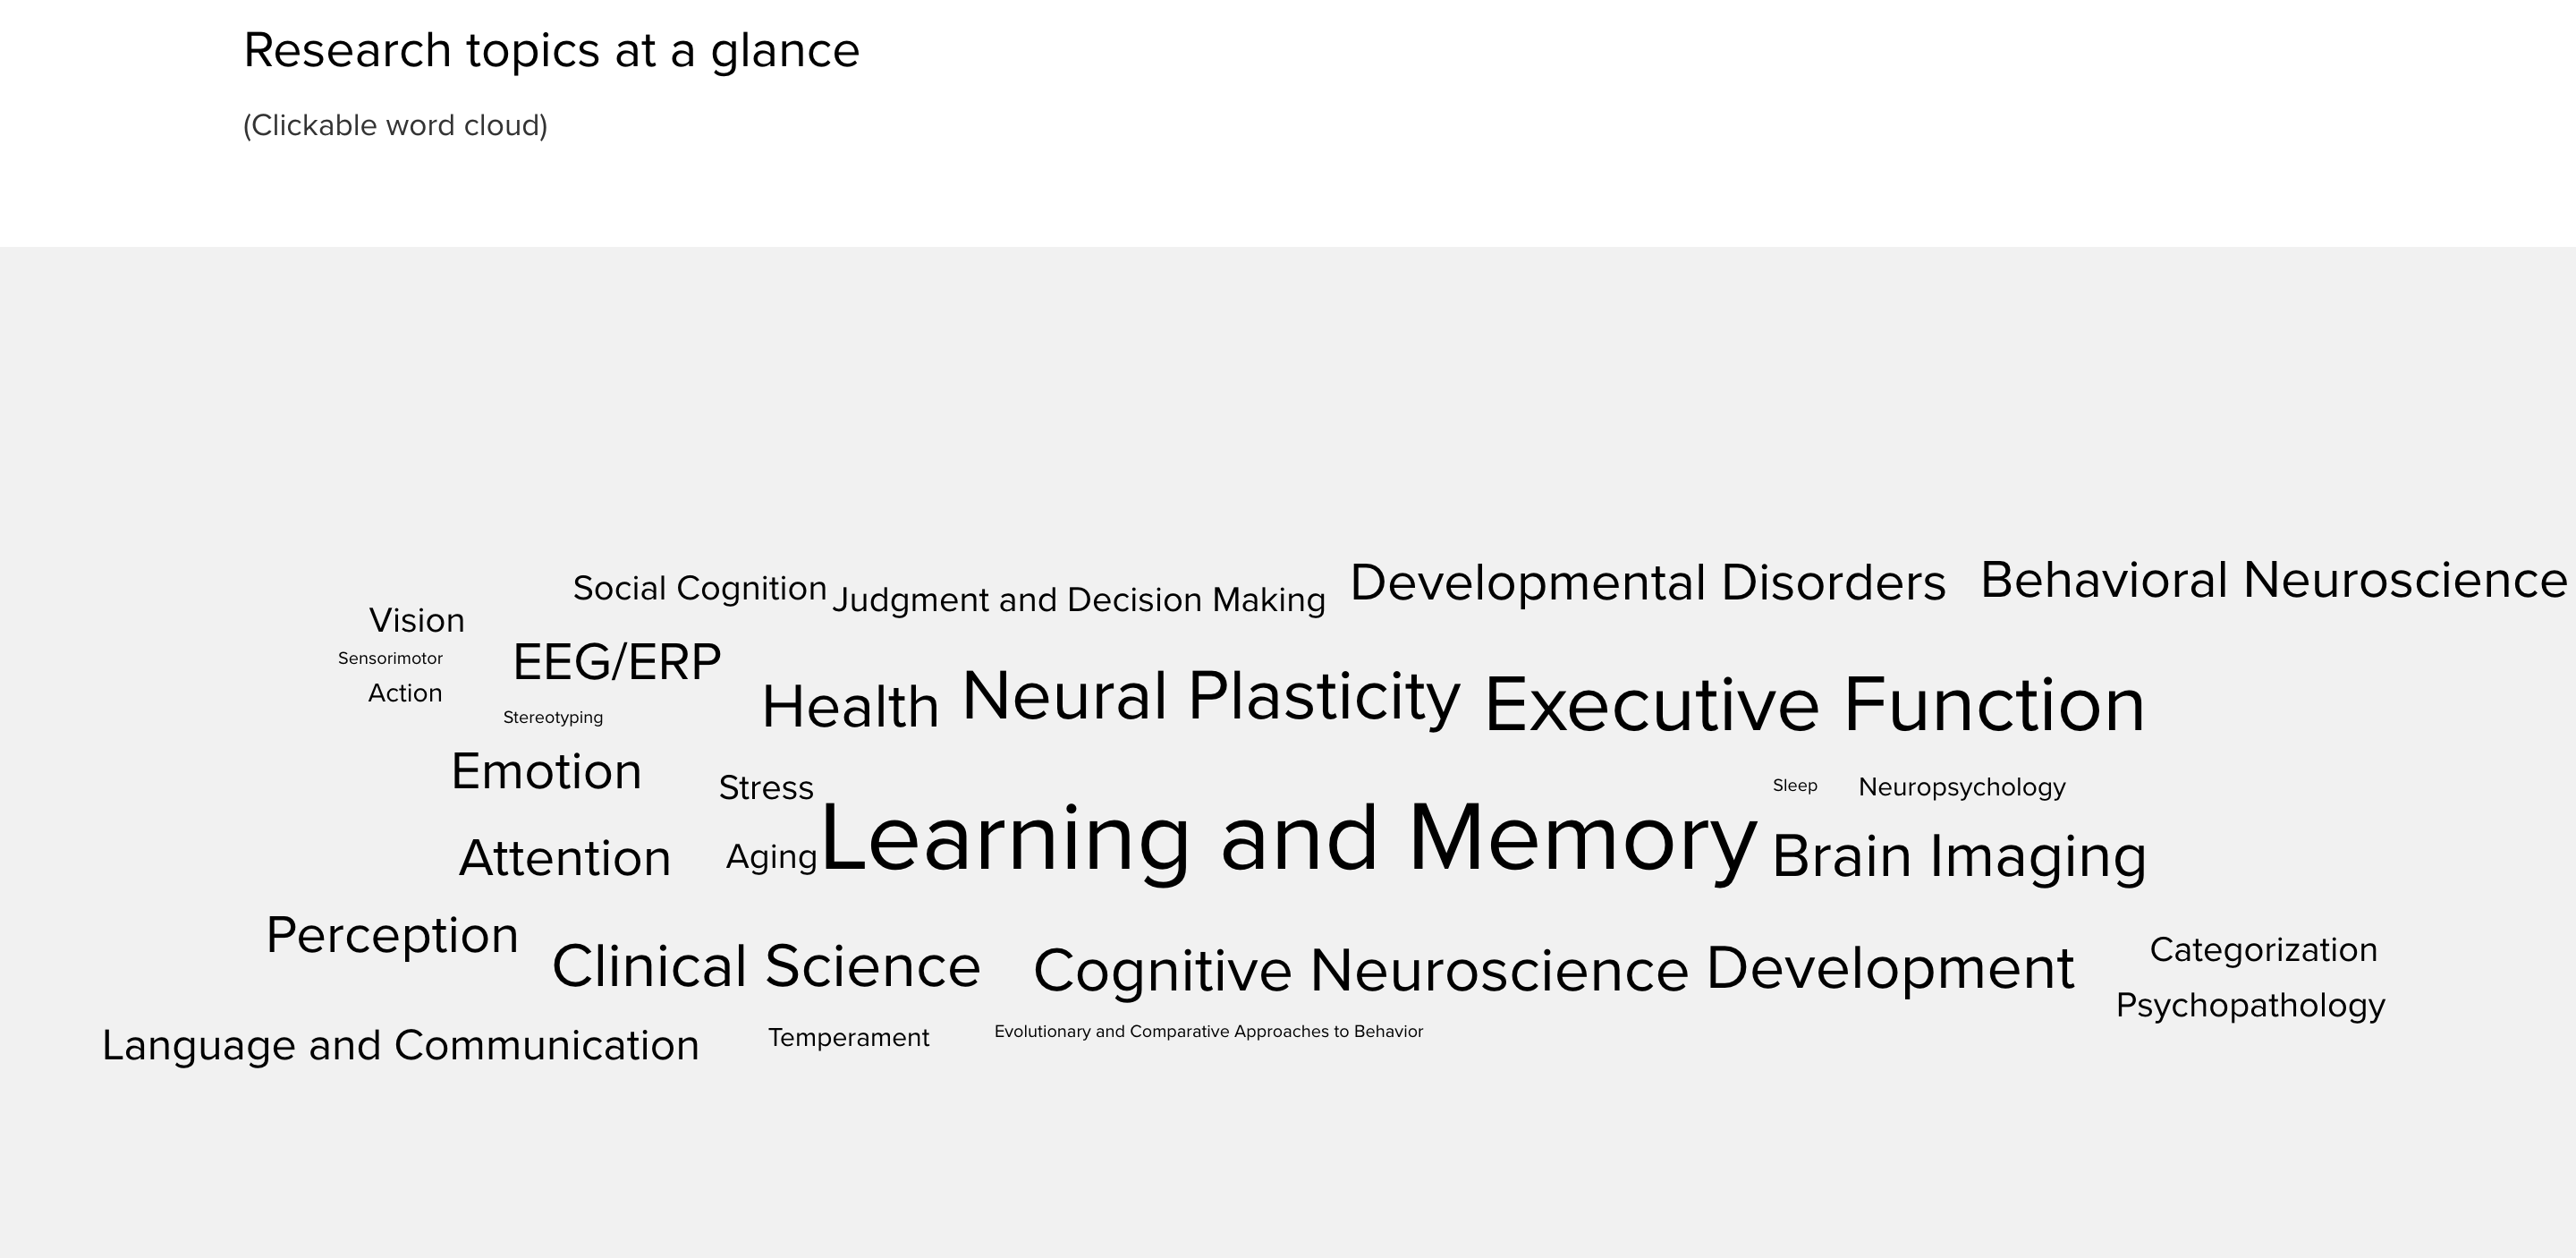 Research topics at a glance
(Clickable word cloud)
Social Cognition
Judgment and Decision Making
Developmental Disorders
Behavioral Neuroscience
Vision
Sensorimotor
EEG/ERP
Action
Stereotyping
Health
Neural Plasticity
Executive Function
Emotion
Stress
Sleep
Neuropsychology
Attention
Aging
Learning and Memory
Brain Imaging
Perception
Clinical Science
Cognitive Neuroscience
Development
Categorization
Psychopathology
Language and Communication
Temperament
Evolutionary and Comparative Approaches to Behavior